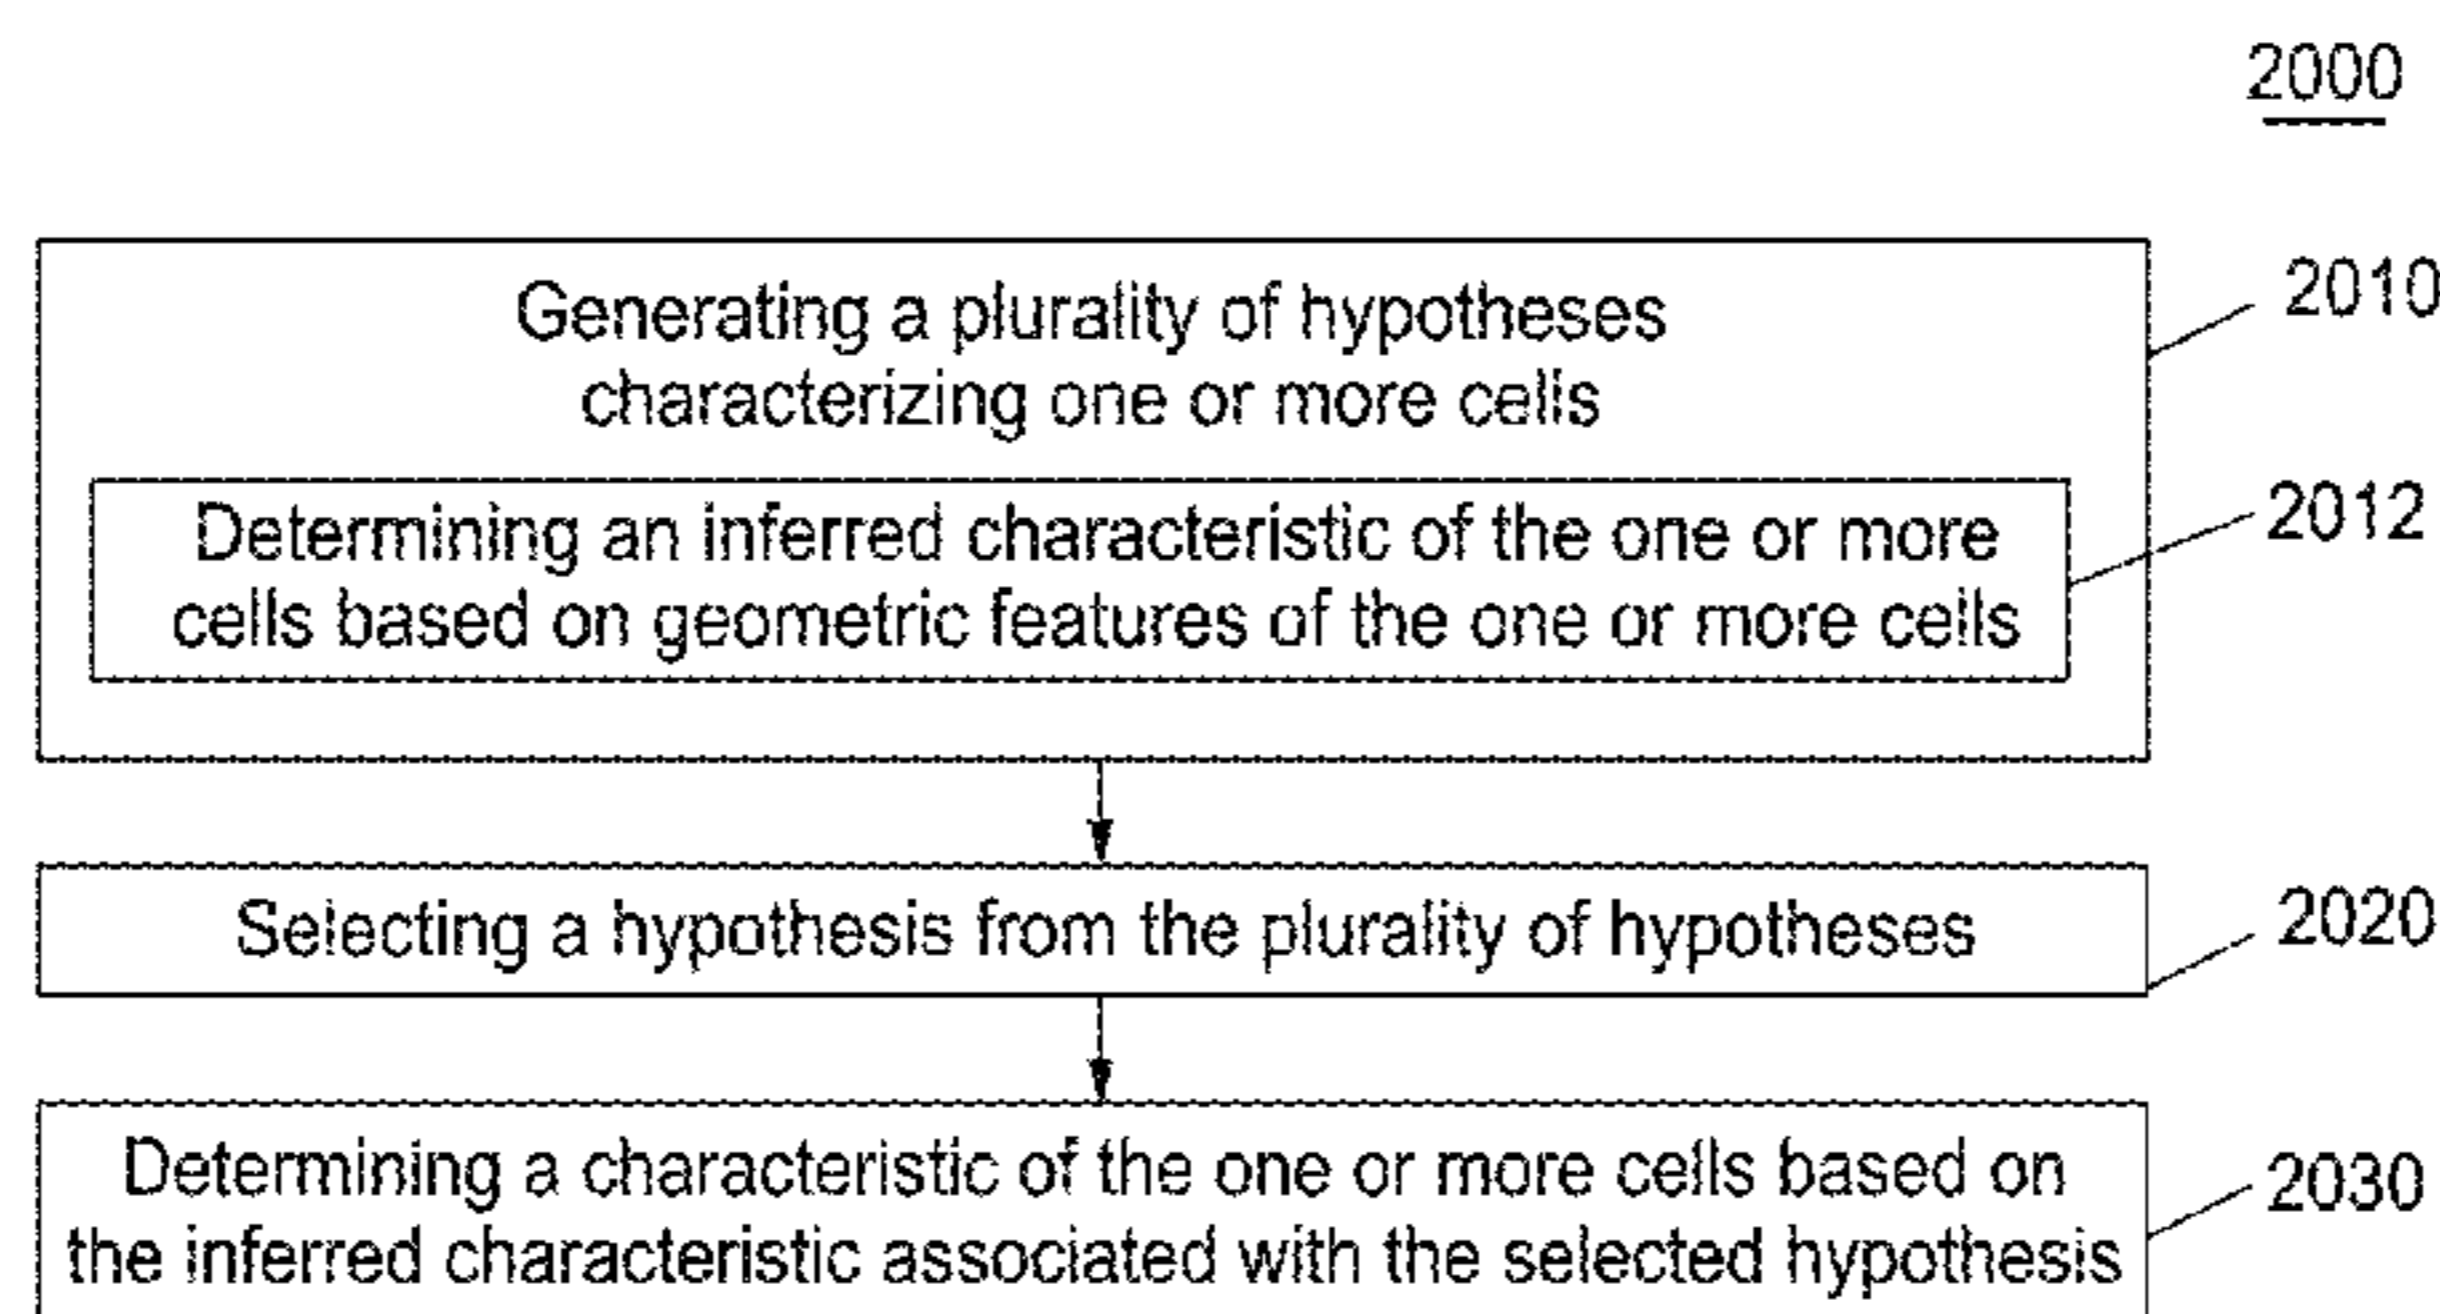 2000
Generating a plurality of hypotheses
2010
characterizing one or more cells
Determining an inferred characteristic of the one or more
2012
cells based on geometric features of the one or more cells
Selecting a hypothesis from the plurality of hypotheses
2020
Determining a characteristic of the one or more cells based on
2030
the inferred characteristic associated with the selected hypothesis